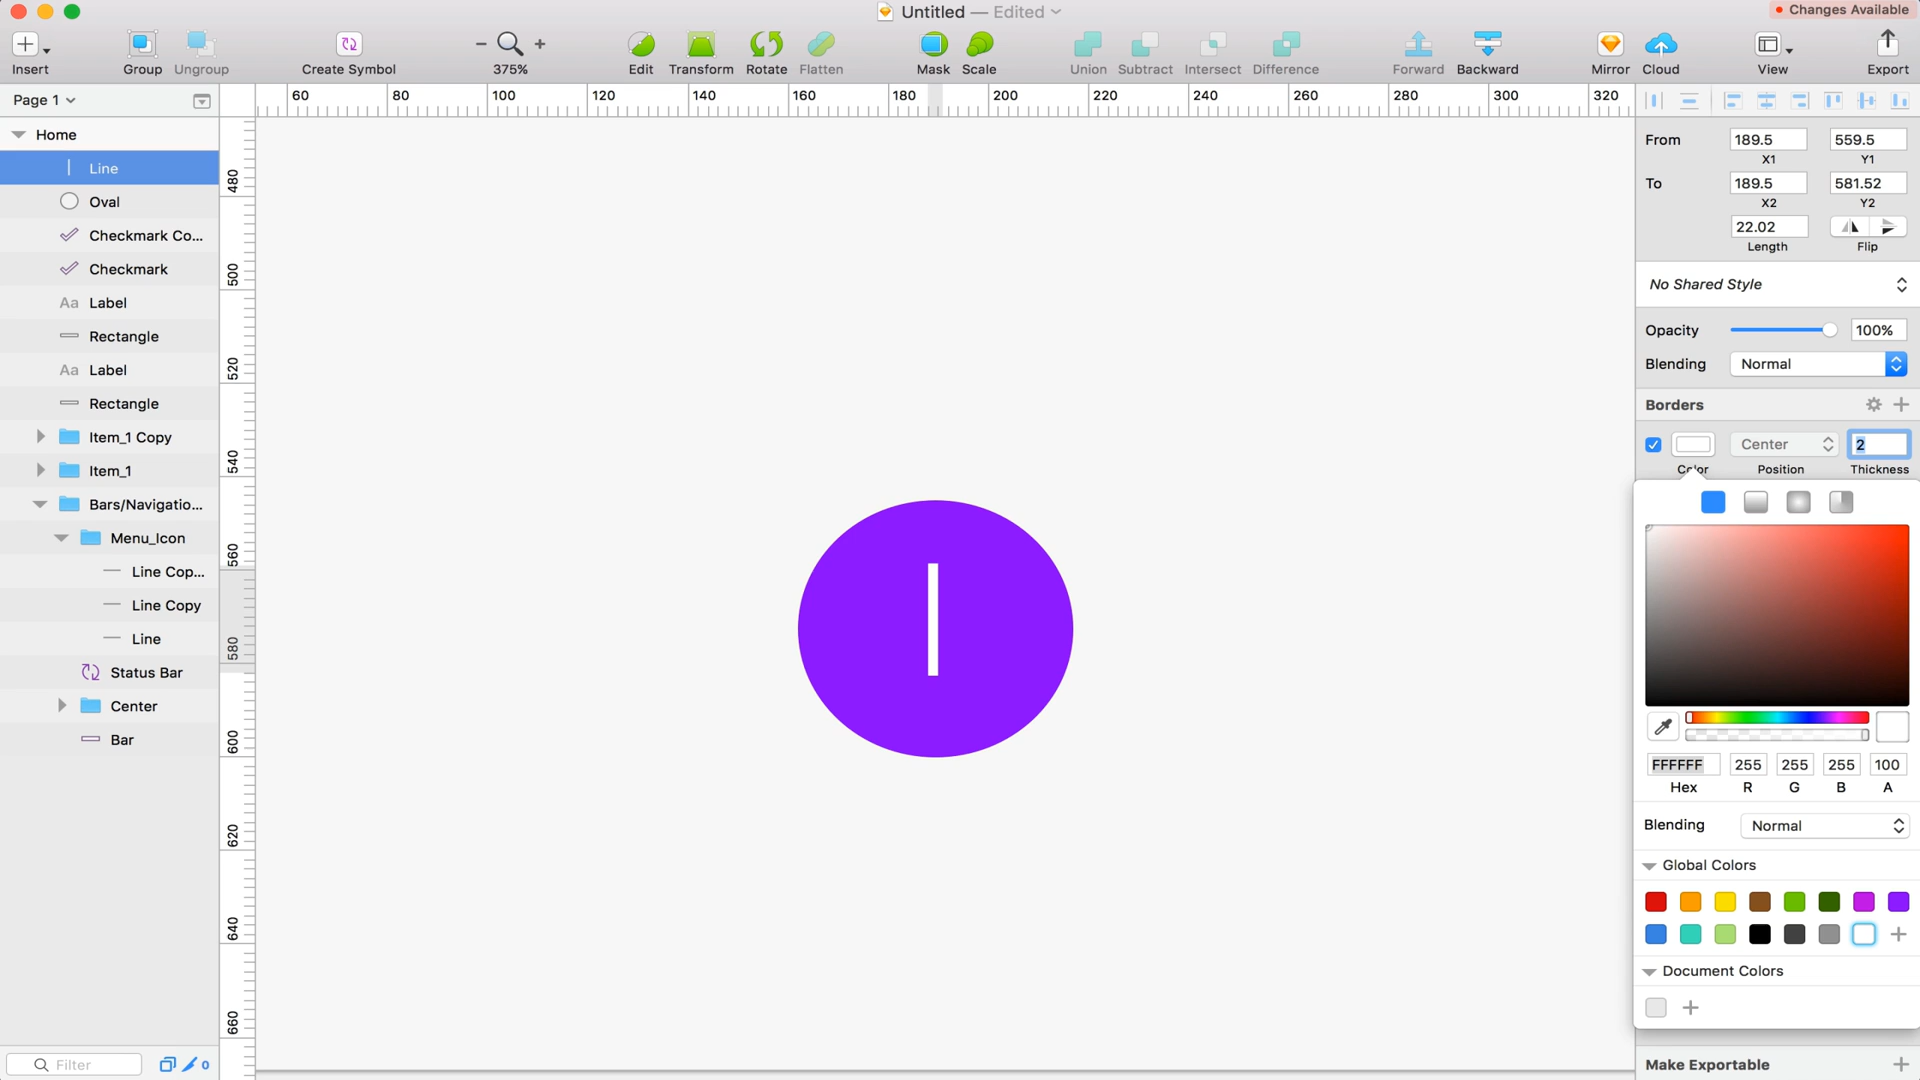 Untitled — Edited
Changes Available
Insert
Group
Ungroup
Create Symbol
375%
Edit
Transform
Rotate
Flatten
Mask
Scale
Union
Subtract
Intersect
Difference
Forward
Backward
Mirror
Cloud
View
Export
Page 1
60 80 100 120 140 160 180 200 220 240 260 280 300 320
Home
Line
Oval
Checkmark Co...
Checkmark
Label
Rectangle
Label
Rectangle
Item_1 Copy
Item_1
Bars/Navigatio...
Menu_Icon
Line Cop...
Line Copy
Line
Status Bar
Center
Bar
Aa
Aa
Filter
0
480
500
520
540
560
580
600
620
640
660
From 189.5 559.5
X1 Y1
To 189.5 581.52
X2 Y2
22.02
Length Flip
No Shared Style
Opacity 100%
Blending Normal
Borders
Center 2
Color Position Thickness
FFFFFF 255 255 255 100
Hex R G B A
Blending Normal
Global Colors
Document Colors
Make Exportable